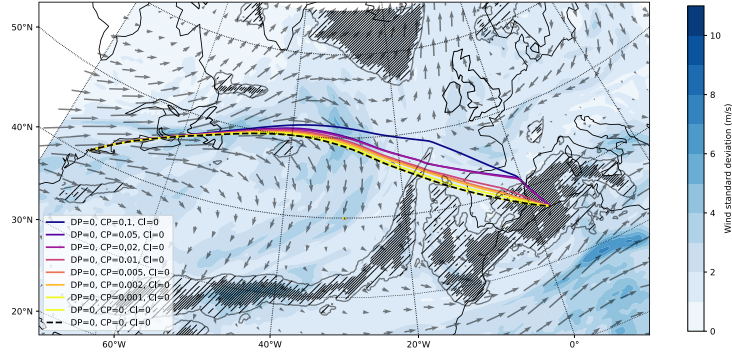 50°N
40°N
30°N
20°N
60°W
40°W
20°W
0°
DP=0, CP=0.1, CI=0
DP=0, CP=0.05, CI=0
DP=0, CP=0.02, CI=0
DP=0, CP=0.01, CI=0
DP=0, CP=0.005, CI=0
DP=0, CP=0.002, CI=0
DP=0, CP=0.001, CI=0
DP=0, CP=0, CI=0
DP=0, CP=0, CI=0
10
8
6
4
2
0
Wind standard deviation (m/s)